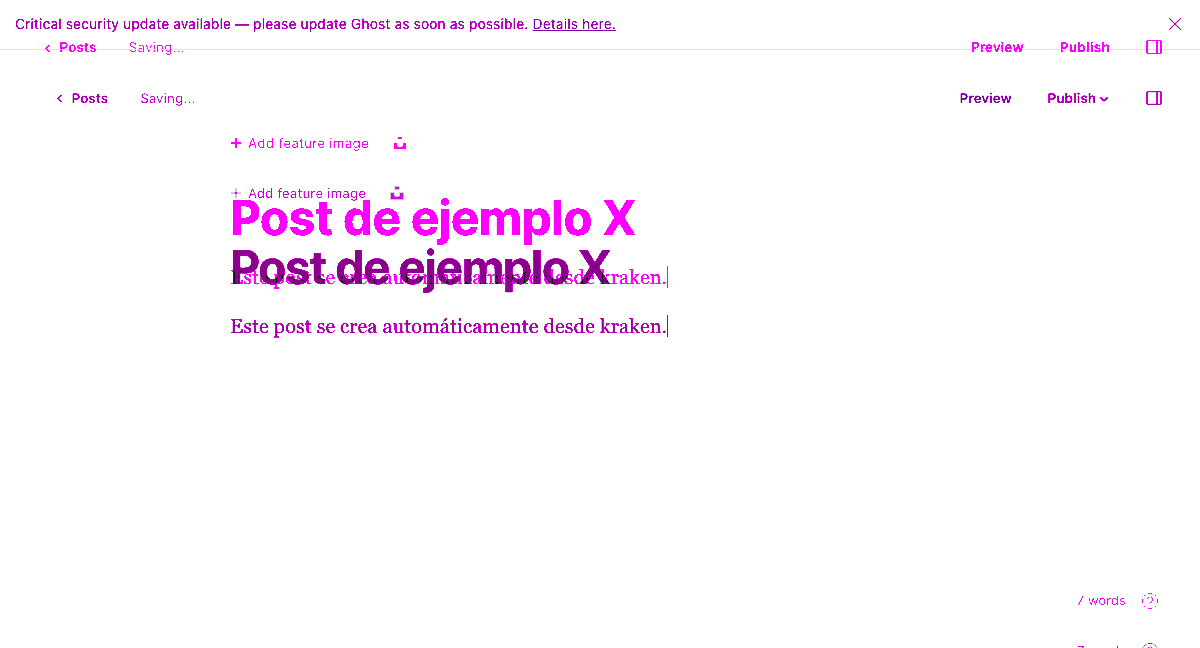 Critical security update available — please update Ghost as soon as possible. Details here.
Posts Saving... Preview Publish
Posts Saving... Preview Publish
+ Add feature image
+ Add feature image
Post de ejemplo X
Post de ejemplo X
Este post se crea automáticamente desde kraken.
Este post se crea automáticamente desde kraken.
7 words